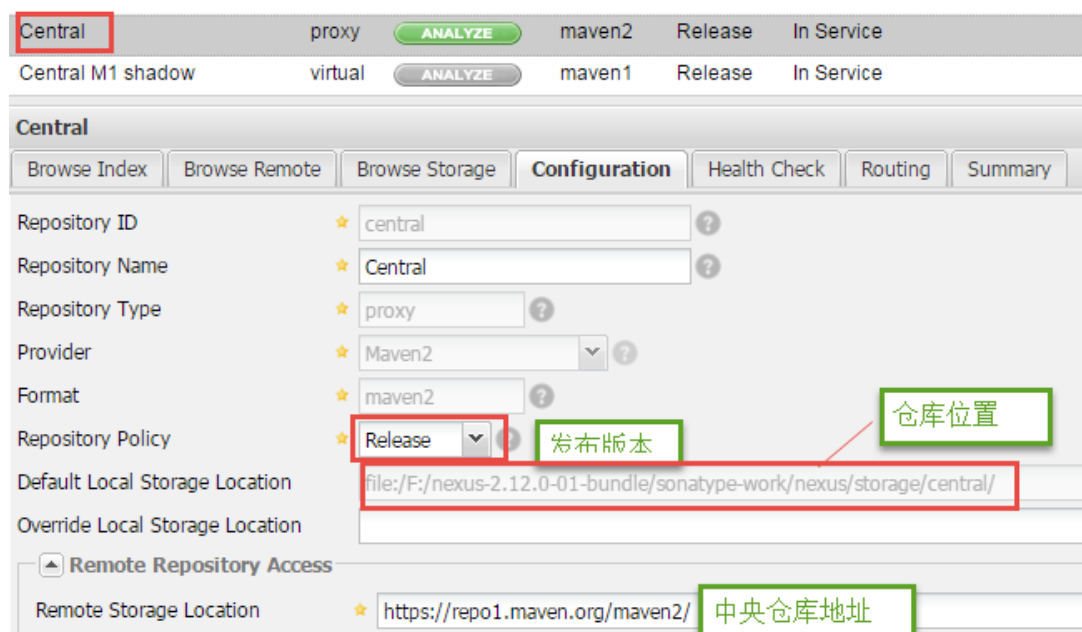 Central proxy ANALYZE maven2 Release In Service
Central M1 shadow virtual ANALYZE maven1 Release In Service
Central
Browse Index Browse Remote Browse Storage Configuration Health Check Routing Summary
Repository ID central
Repository Name Central
Repository Type proxy
Provider Maven2
Format maven2
仓库位置
Repository Policy Release 发布版本
Default Local Storage Location file:/F:/nexus-2.12.0-01-bundle/sonatype-work/nexus/storage/central/
Override Local Storage Location
Remote Repository Access
Remote Storage Location https://repo1.maven.org/maven2/ 中央仓库地址